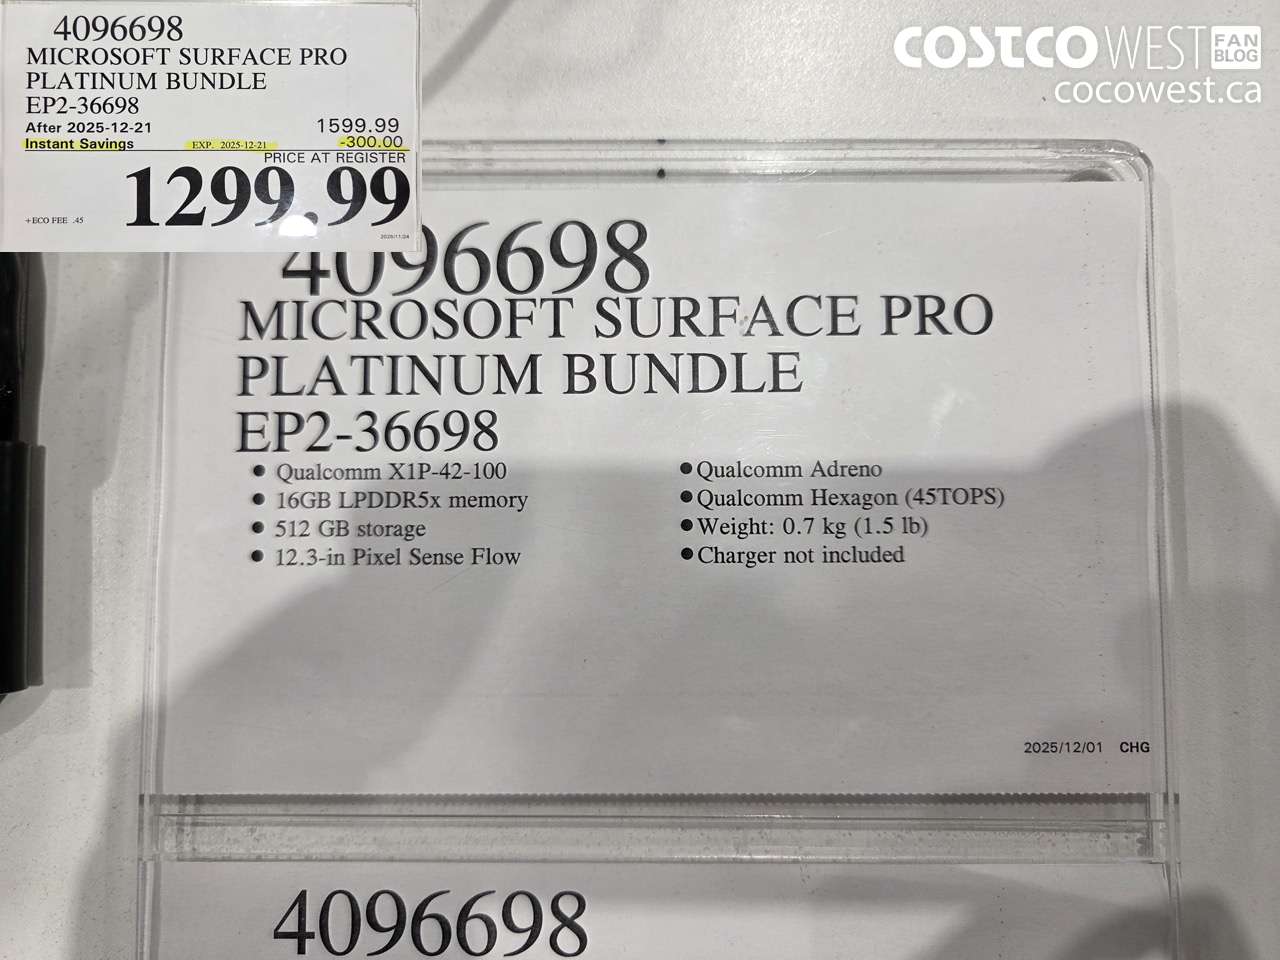 4096698
MICROSOFT SURFACE PRO
PLATINUM BUNDLE
EP2-36698
After 2025-12-21 1599.99
Instant Savings EXP. 2025-12-21 -300.00
PRICE AT REGISTER
1299.99
+ECO FEE .45
2025/11/24
COSTCO WEST FAN BLOG
cocowest.ca
4096698
MICROSOFT SURFACE PRO
PLATINUM BUNDLE
EP2-36698
• Qualcomm X1P-42-100
• 16GB LPDDR5x memory
• 512 GB storage
• 12.3-in Pixel Sense Flow
• Qualcomm Adreno
• Qualcomm Hexagon (45TOPS)
• Weight: 0.7 kg (1.5 lb)
• Charger not included
2025/12/01 CHG
4096698